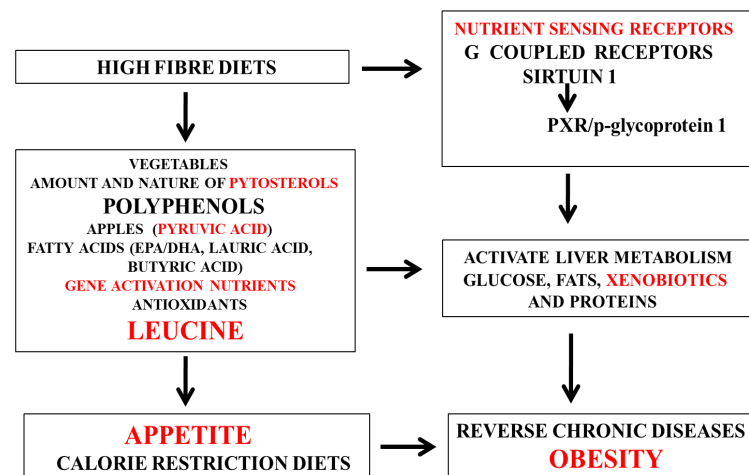 HIGH FIBRE DIETS
NUTRIENT SENSING RECEPTORS
G COUPLED RECEPTORS
SIRTUIN 1
PXR/p-glycoprotein 1
VEGETABLES
AMOUNT AND NATURE OF PYTOSTEROLS
POLYPHENOLS
APPLES (PYRUVIC ACID)
FATTY ACIDS (EPA/DHA, LAURIC ACID,
BUTYRIC ACID)
GENE ACTIVATION NUTRIENTS
ANTIOXIDANTS
LEUCINE
ACTIVATE LIVER METABOLISM
GLUCOSE, FATS, XENOBIOTICS
AND PROTEINS
APPETITE
CALORIE RESTRICTION DIETS
REVERSE CHRONIC DISEASES
OBESITY